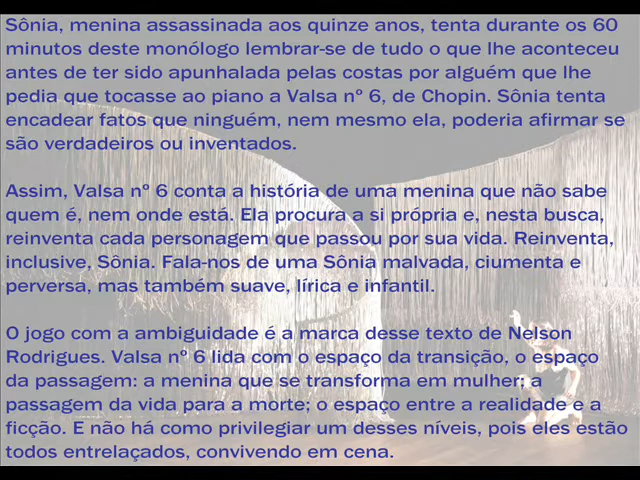 Sônia, menina assassinada aos quinze anos, tenta durante os 60
minutos deste monólogo lembrar-se de tudo o que lhe aconteceu
antes de ter sido apunhalada pelas costas por alguém que lhe
pedia que tocasse ao piano a Valsa nº 6, de Chopin. Sônia tenta
encadear fatos que ninguém, nem mesmo ela, poderia afirmar se
são verdadeiros ou inventados.
Assim, Valsa nº 6 conta a história de uma menina que não sabe
quem é, nem onde está. Ela procura a si própria e, nesta busca,
reinventa cada personagem que passou por sua vida. Reinventa,
inclusive, Sônia. Fala-nos de uma Sônia malvada, ciumenta e
perversa, mas também suave, lírica e infantil.
O jogo com a ambiguidade é a marca desse texto de Nelson
Rodrigues. Valsa nº 6 lida com o espaço da transição, o espaço
da passagem: a menina que se transforma em mulher; a
passagem da vida para a morte; o espaço entre a realidade e a
ficção. E não há como privilegiar um desses níveis, pois eles estão
todos entrelaçados, convivendo em cena.